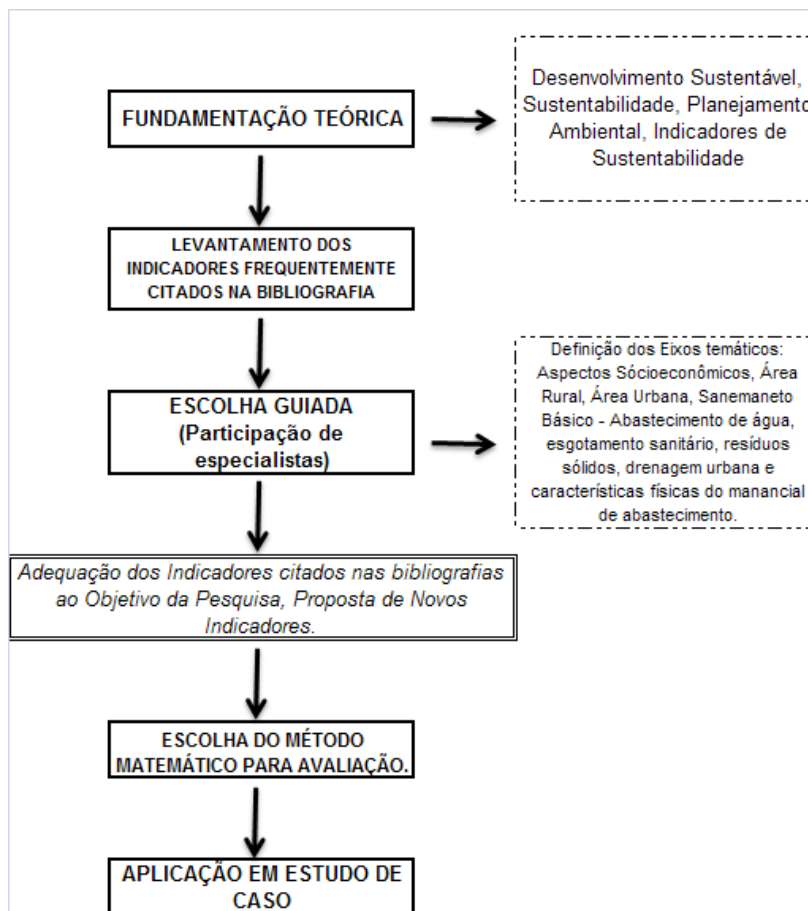 FUNDAMENTAÇÃO TEÓRICA
Desenvolvimento Sustentável,
Sustentabilidade, Planejamento
Ambiental, Indicadores de
Sustentabilidade
LEVANTAMENTO DOS
INDICADORES FREQUENTEMENTE
CITADOS NA BIBLIOGRAFIA
ESCOLHA GUIADA
(Participação de
especialistas)
Definição dos Eixos temáticos:
Aspectos Sócioeconômicos, Área
Rural, Área Urbana, Sanemaneto
Básico - Abastecimento de água,
esgotamento sanitário, resíduos
sólidos, drenagem urbana e
características físicas do manancial
de abastecimento.
Adequação dos Indicadores citados nas bibliografias
ao Objetivo da Pesquisa, Proposta de Novos
Indicadores.
ESCOLHA DO MÉTODO
MATEMÁTICO PARA AVALIAÇÃO.
APLICAÇÃO EM ESTUDO DE
CASO